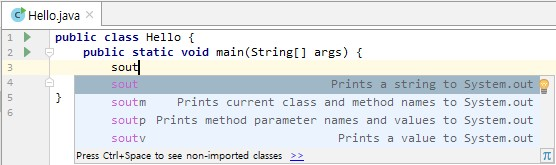 Hello.java
1 public class Hello {
2 public static void main(String[] args) {
3 sout
sout Prints a string to System.out
4 soutm Prints current class and method names to System.out
5 } soutp Prints method parameter names and values to System.out
soutv Prints a value to System.out
Press Ctrl+Space to see non-imported classes >> π